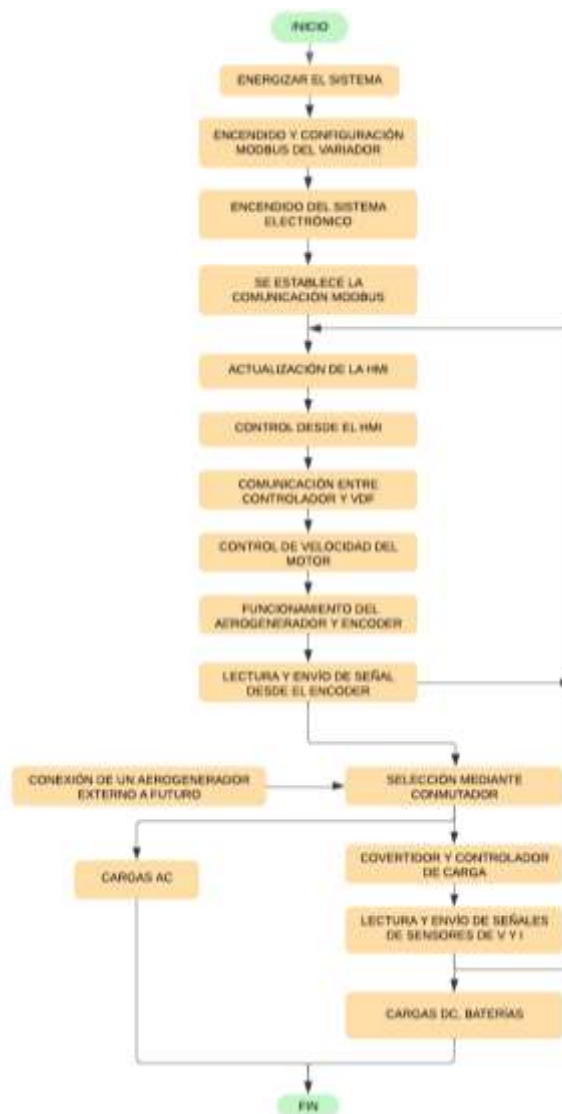 INICIO
ENERGIZAR EL SISTEMA
ENCENDIDO Y CONFIGURACIÓN
MODBUS DEL VARIADOR
ENCENDIDO DEL SISTEMA
ELECTRÓNICO
SE ESTABLECE LA
COMUNICACIÓN MODBUS
ACTUALIZACIÓN DE LA HMI
CONTROL DESDE EL HMI
COMUNICACIÓN ENTRE
CONTROLADOR Y VDF
CONTROL DE VELOCIDAD DEL
MOTOR
FUNCIONAMIENTO DEL
AEROGENERADOR Y ENCODER
LECTURA Y ENVÍO DE SEÑAL
DESDE EL ENCODER
CONEXIÓN DE UN AEROGENERADOR
EXTERNO A FUTURO
SELECCIÓN MEDIANTE
CONMUTADOR
CARGAS AC
COVERTIDOR Y CONTROLADOR
DE CARGA
LECTURA Y ENVÍO DE SEÑALES
DE SENSORES DE V Y I
CARGAS DC, BATERÍAS
FIN